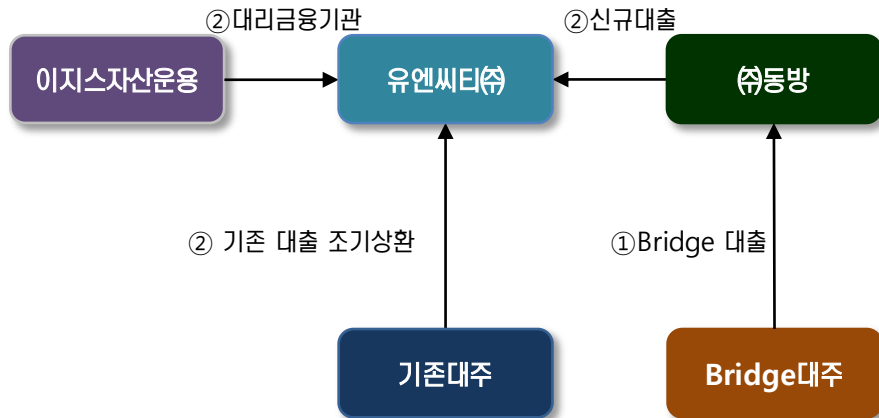 ②대리금융기관
②신규대출
이지스자산운용
유엔씨티㈜
㈜동방
② 기존 대출 조기상환
①Bridge 대출
기존대주
Bridge대주